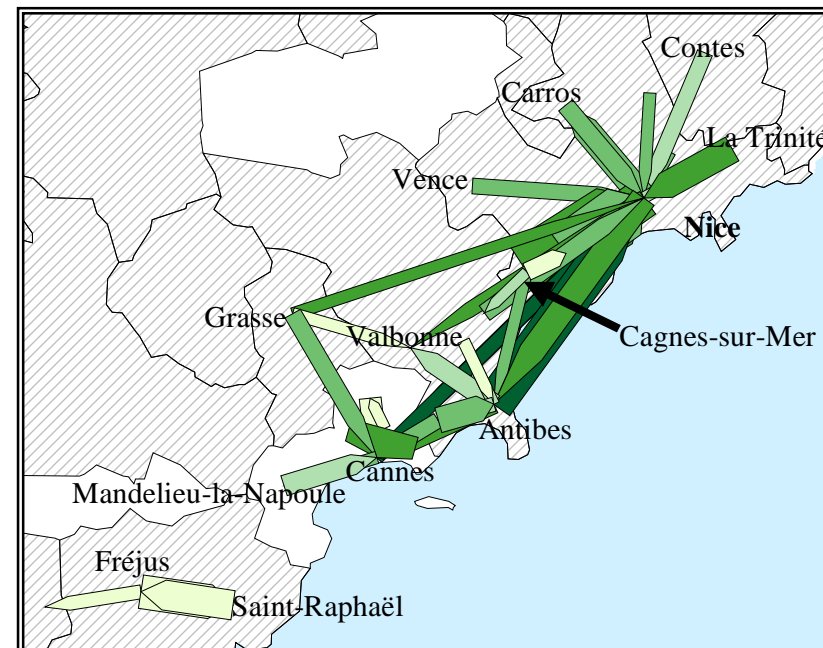 Contes
Carros
La Trinité
Vence
Nice
Grasse
Valbonne
Cagnes-sur-Mer
Antibes
Cannes
Mandelieu-la-Napoule
Fréjus
Saint-Raphaël